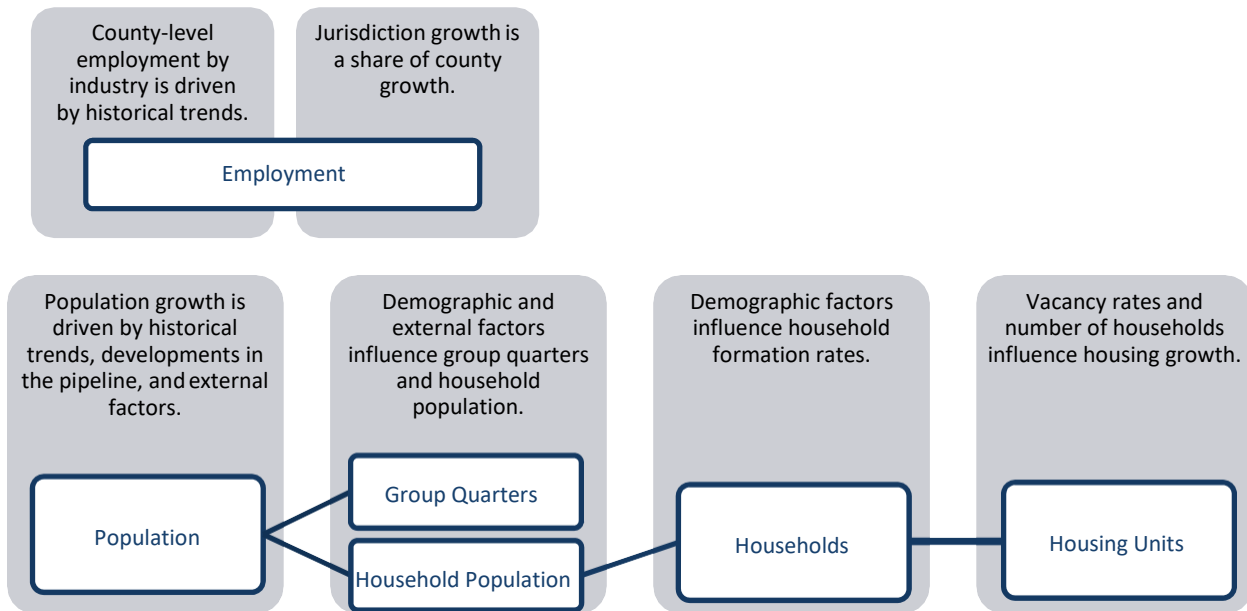 County-level
employment by
industry is driven
by historical trends.
Jurisdiction growth is
a share of county
growth.
Employment
Population growth is
driven by historical
trends, developments in
the pipeline, and external
factors.
Demographic and
external factors
influence group quarters
and household
population.
Demographic factors
influence household
formation rates.
Vacancy rates and
number of households
influence housing growth.
Group Quarters
Population
Household Population
Households
Housing Units